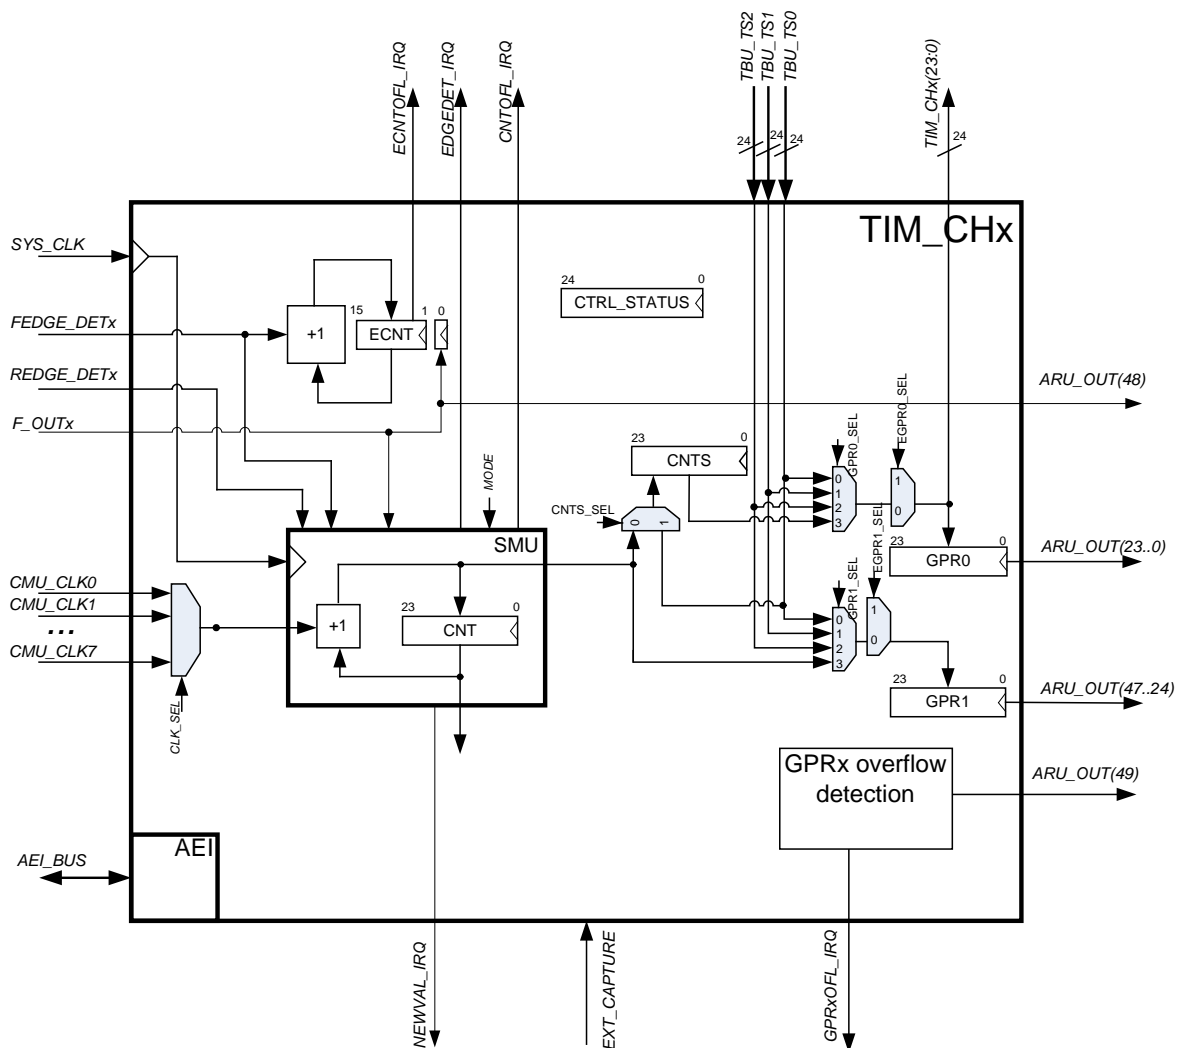 ECNTOFL_IRQ
EDGEDET_IRQ
CNTOFL_IRQ
TBU_TS2
TBU_TS1
TBU_TS0
TIM_CHx(23:0)
24
24
24
24
TIM_CHx
SYS_CLK
FEDGE_DETx
REDGE_DETx
F_OUTx
+1
15
1
0
ECNT
24
0
CTRL_STATUS
ARU_OUT(48)
MODE
23
0
CNTS
CNTS_SEL
0
1
GPR0_SEL
0
1
2
3
EGPR0_SEL
1
0
23
0
GPR0
ARU_OUT(23..0)
SMU
CMU_CLK0
CMU_CLK1
...
CMU_CLK7
CLK_SEL
+1
23
0
CNT
GPR1_SEL
0
1
2
3
EGPR1_SEL
1
0
23
0
GPR1
ARU_OUT(47..24)
GPRx overflow
detection
ARU_OUT(49)
AEI
AEI_BUS
NEWVAL_IRQ
EXT_CAPTURE
GPRxOFL_IRQ